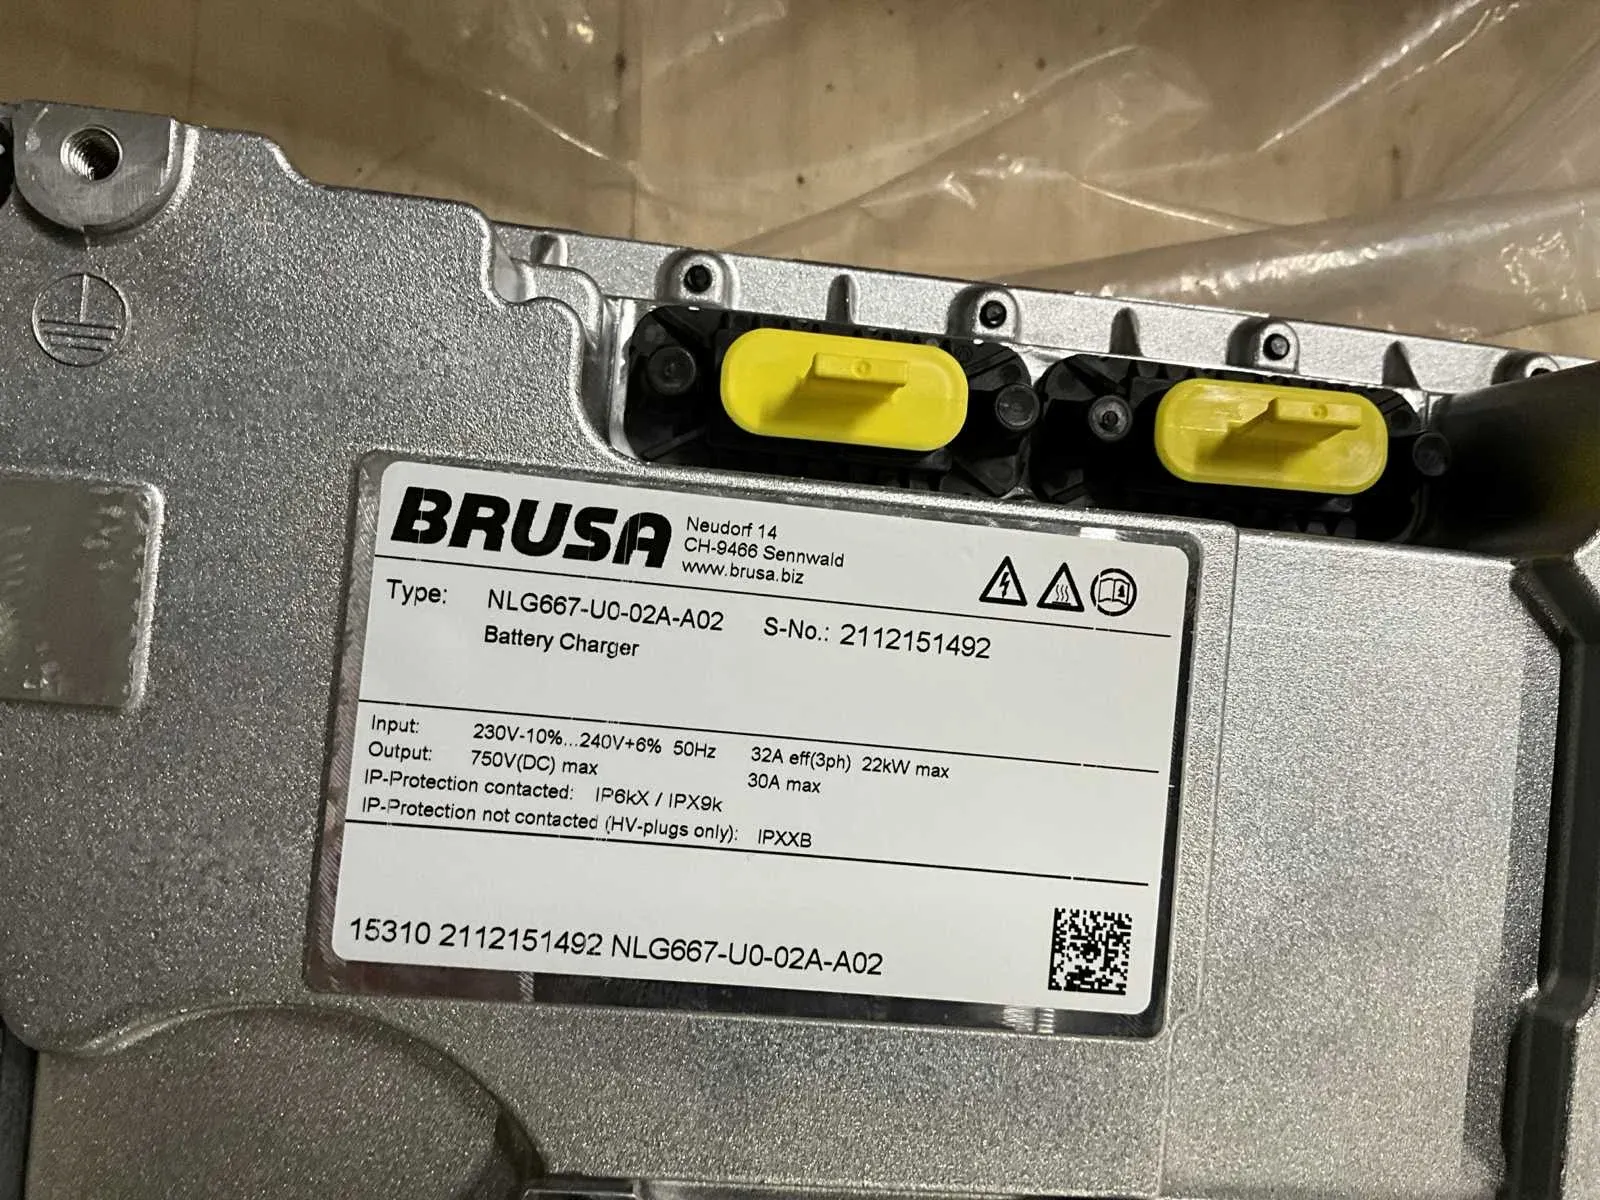 BRUSA
Neudorf 14
CH-9466 Sennwald
www.brusa.biz
Type: NLG667-U0-02A-A02 S-No.: 2112151492
Battery Charger
Input: 230V-10%...240V+6% 50Hz 32A eff(3ph) 22kW max
Output: 750V(DC) max 30A max
IP-Protection contacted: IP6kX / IPX9k
IP-Protection not contacted (HV-plugs only): IPXXB
15310 2112151492 NLG667-U0-02A-A02